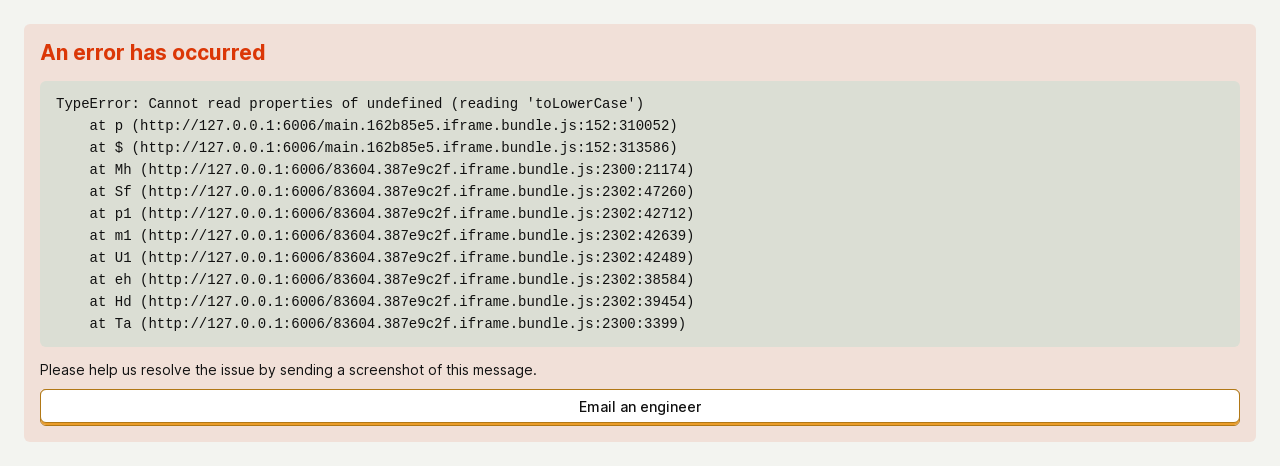 An error has occurred
TypeError: Cannot read properties of undefined (reading 'toLowerCase')
    at p (http://127.0.0.1:6006/main.162b85e5.iframe.bundle.js:152:310052)
    at $ (http://127.0.0.1:6006/main.162b85e5.iframe.bundle.js:152:313586)
    at Mh (http://127.0.0.1:6006/83604.387e9c2f.iframe.bundle.js:2300:21174)
    at Sf (http://127.0.0.1:6006/83604.387e9c2f.iframe.bundle.js:2302:47260)
    at p1 (http://127.0.0.1:6006/83604.387e9c2f.iframe.bundle.js:2302:42712)
    at m1 (http://127.0.0.1:6006/83604.387e9c2f.iframe.bundle.js:2302:42639)
    at U1 (http://127.0.0.1:6006/83604.387e9c2f.iframe.bundle.js:2302:42489)
    at eh (http://127.0.0.1:6006/83604.387e9c2f.iframe.bundle.js:2302:38584)
    at Hd (http://127.0.0.1:6006/83604.387e9c2f.iframe.bundle.js:2302:39454)
    at Ta (http://127.0.0.1:6006/83604.387e9c2f.iframe.bundle.js:2300:3399)
Please help us resolve the issue by sending a screenshot of this message.
Email an engineer